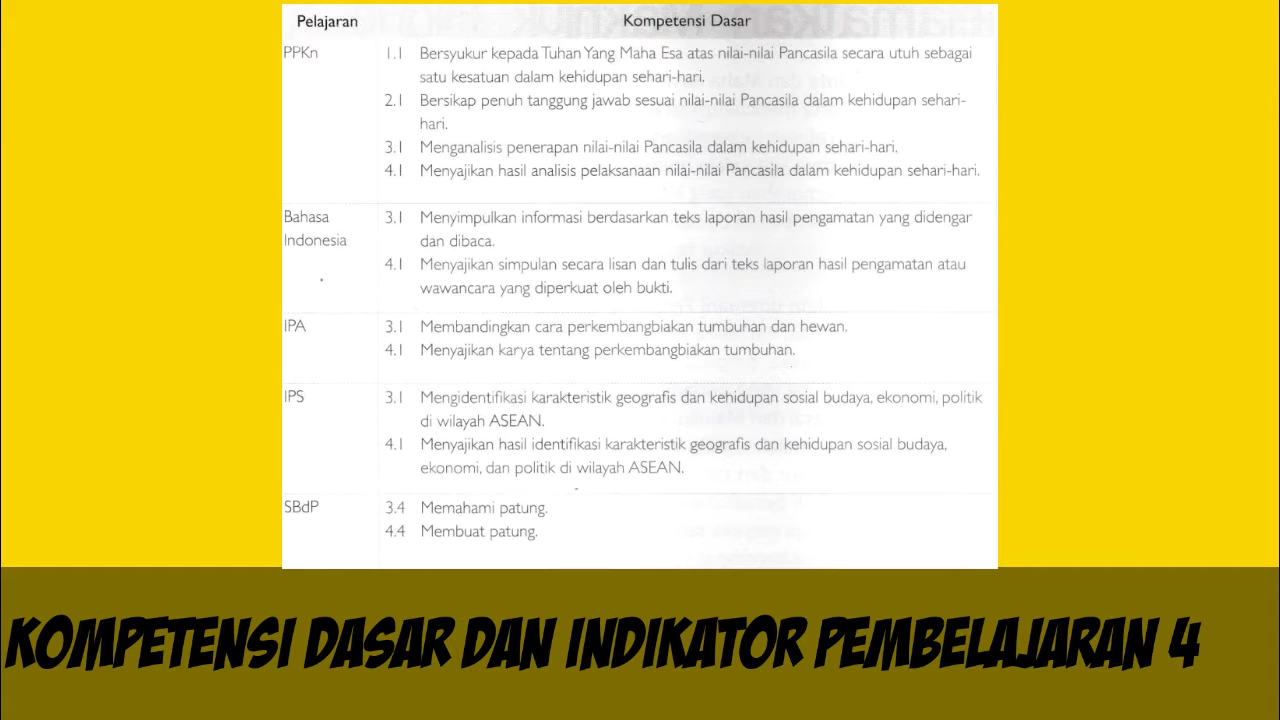 Pelajaran Kompetensi Dasar
PPKn 1.1 Bersyukur kepada Tuhan Yang Maha Esa atas nilai-nilai Pancasila secara utuh sebagai
satu kesatuan dalam kehidupan sehari-hari.
2.1 Bersikap penuh tanggung jawab sesuai nilai-nilai Pancasila dalam kehidupan sehari-
hari.
3.1 Menganalisis penerapan nilai-nilai Pancasila dalam kehidupan sehari-hari.
4.1 Menyajikan hasil analisis pelaksanaan nilai-nilai Pancasila dalam kehidupan sehari-hari.
Bahasa 3.1 Menyimpulkan informasi berdasarkan teks laporan hasil pengamatan yang didengar
Indonesia dan dibaca.
4.1 Menyajikan simpulan secara lisan dan tulis dari teks laporan hasil pengamatan atau
wawancara yang diperkuat oleh bukti.
IPA 3.1 Membandingkan cara perkembangbiakan tumbuhan dan hewan.
4.1 Menyajikan karya tentang perkembangbiakan tumbuhan.
IPS 3.1 Mengidentifikasi karakteristik geografis dan kehidupan sosial budaya, ekonomi, politik
di wilayah ASEAN.
4.1 Menyajikan hasil identifikasi karakteristik geografis dan kehidupan sosial budaya,
ekonomi, dan politik di wilayah ASEAN.
SBdP 3.4 Memahami patung.
4.4 Membuat patung.
KOMPETENSI DASAR DAN INDIKATOR PEMBELAJARAN 4